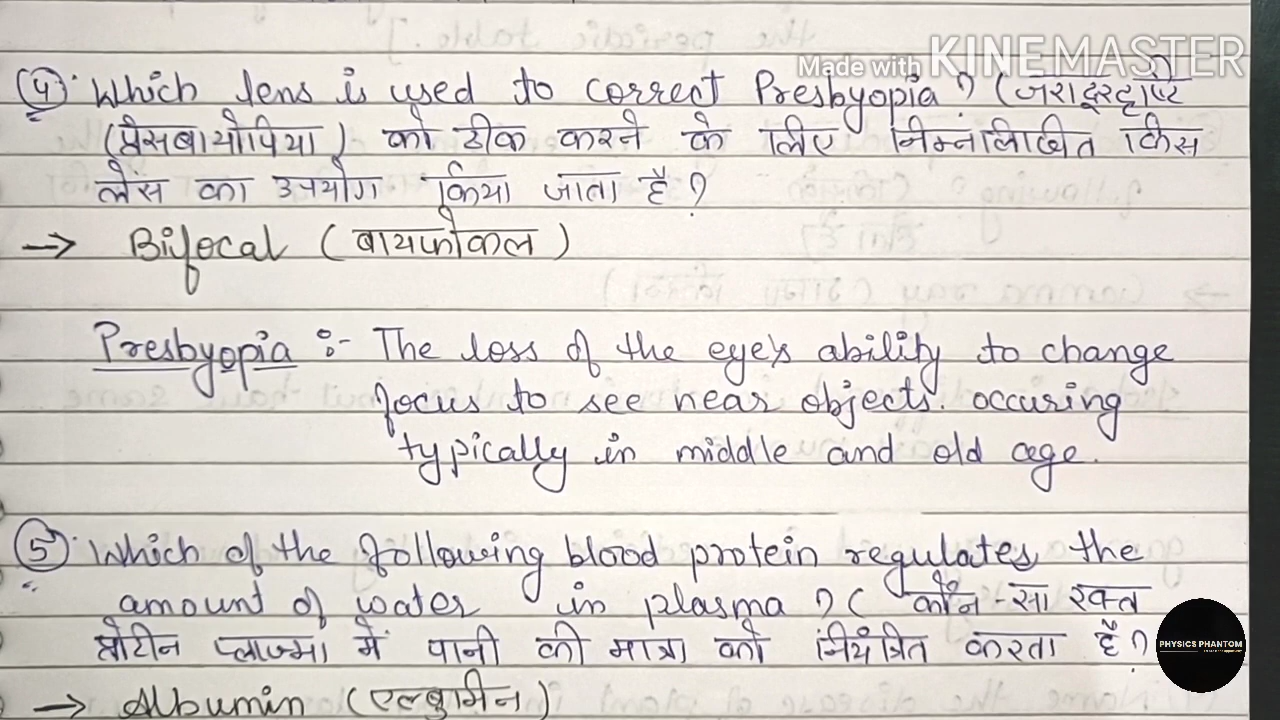 Made with KINEMASTER
(4) Which lens is used to correct Presbyopia? (जरादूरदृष्टि
(प्रेसबायोपिया) को ठीक करने के लिए निम्नलिखित किस
लेंस का उपयोग किया जाता है?
→ Bifocal (बायफोकल)
Presbyopia :- The loss of the eye's ability to change
focus to see near objects. occuring
typically in middle and old age.
(5) Which of the following blood protein regulates the
amount of water in plasma? (कौन-सा रक्त
प्रोटीन प्लाज्मा में पानी की मात्रा को नियंत्रित करता है?
PHYSICS PHANTOM
→ Albumin (एल्बुमिन)